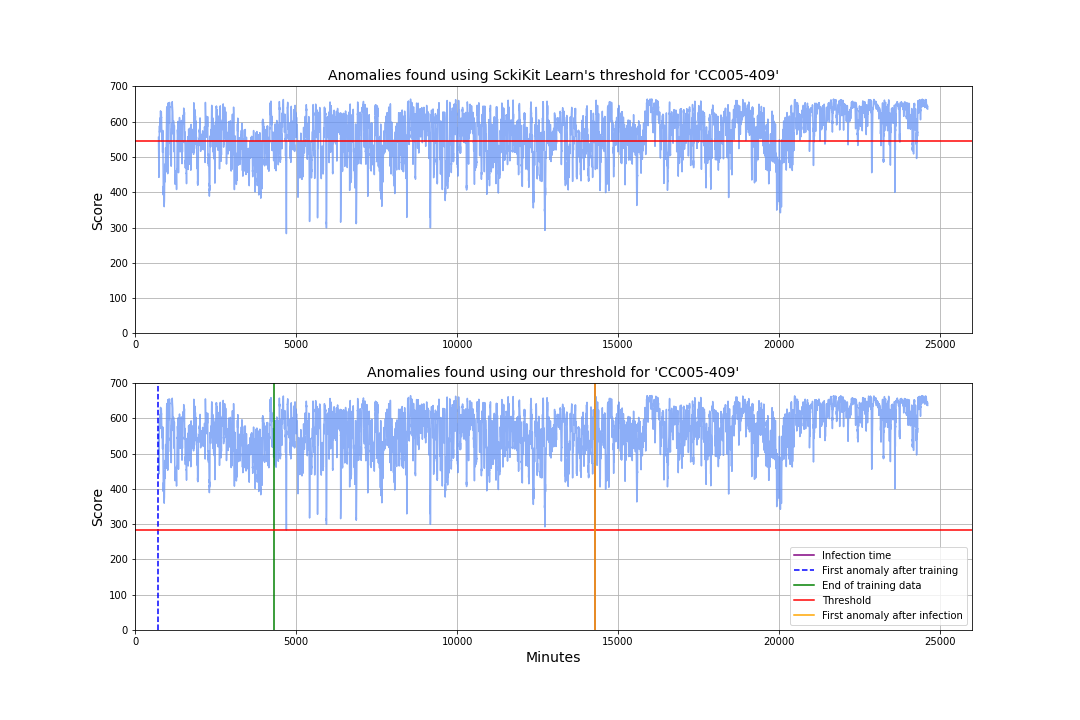 Anomalies found using SckiKit Learn's threshold for 'CC005-409'
700
600
500
400
300
200
100
0
Score
0 5000 10000 15000 20000 25000
Anomalies found using our threshold for 'CC005-409'
700
600
500
400
300
200
100
0
Score
Infection time
First anomaly after training
End of training data
Threshold
First anomaly after infection
0 5000 10000 15000 20000 25000
Minutes